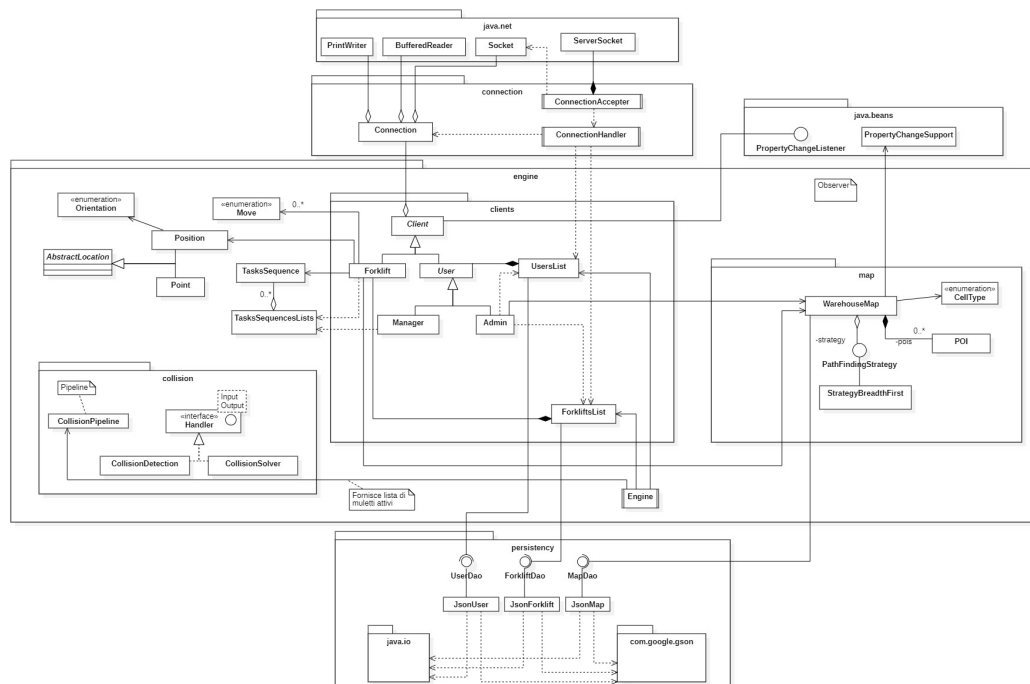 java.net
PrintWriter
BufferedReader
Socket
ServerSocket
connection
ConnectionAccepter
Connection
ConnectionHandler
java.beans
PropertyChangeListener
PropertyChangeSupport
engine
Observer
«enumeration»
Orientation
«enumeration»
Move
0..*
clients
Client
Position
AbstractLocation
Point
TasksSequence
0..*
TasksSequencesLists
Forklift
User
UsersList
Manager
Admin
ForkliftsList
map
WarehouseMap
«enumeration»
CellType
-strategy
-pois
0..*
POI
PathFindingStrategy
StrategyBreadthFirst
collision
Pipeline
CollisionPipeline
Input
Output
«interface»
Handler
CollisionDetection
CollisionSolver
Fornisce lista di
muletti attivi
Engine
persistency
UserDao
ForkliftDao
MapDao
JsonUser
JsonForklift
JsonMap
java.io
com.google.gson